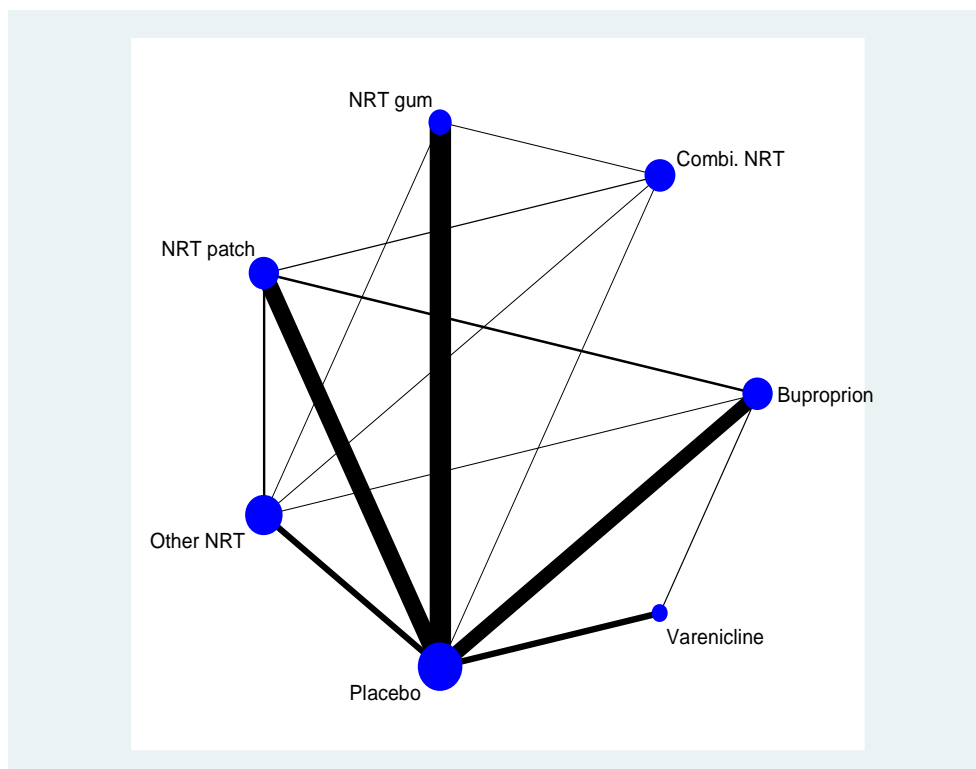 NRT gum
Combi. NRT
NRT patch
Buproprion
Other NRT
Varenicline
Placebo